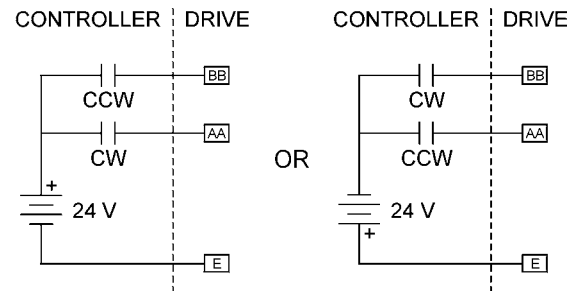 CONTROLLER DRIVE CONTROLLER DRIVE
BB BB
CCW CW
AA AA
CW OR CCW
+
24 V 24 V
+
E E